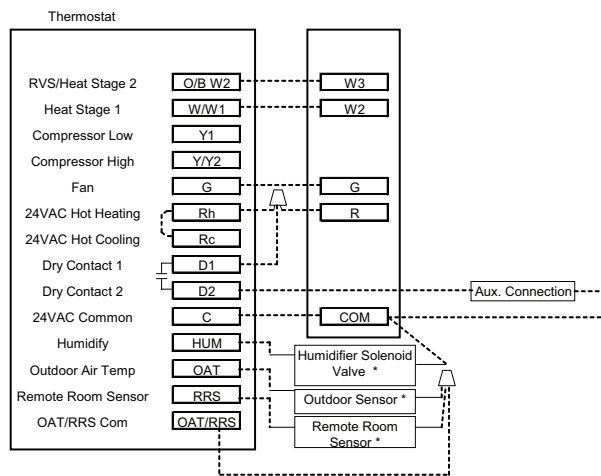 Thermostat
RVS/Heat Stage 2 O/B W2 W3
Heat Stage 1 W/W1 W2
Compressor Low Y1
Compressor High Y/Y2
Fan G G
24VAC Hot Heating Rh R
24VAC Hot Cooling Rc
Dry Contact 1 D1
Dry Contact 2 D2 Aux. Connection
24VAC Common C COM
Humidify HUM
Humidifier Solenoid
Valve *
Outdoor Air Temp OAT
Outdoor Sensor *
Remote Room Sensor RRS
Remote Room
Sensor *
OAT/RRS Com OAT/RRS